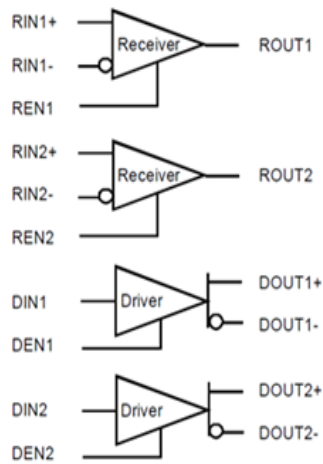 RIN1+
Receiver
ROUT1
RIN1-
REN1
RIN2+
Receiver
ROUT2
RIN2-
REN2
DIN1
Driver
DOUT1+
DOUT1-
DEN1
DIN2
Driver
DOUT2+
DOUT2-
DEN2